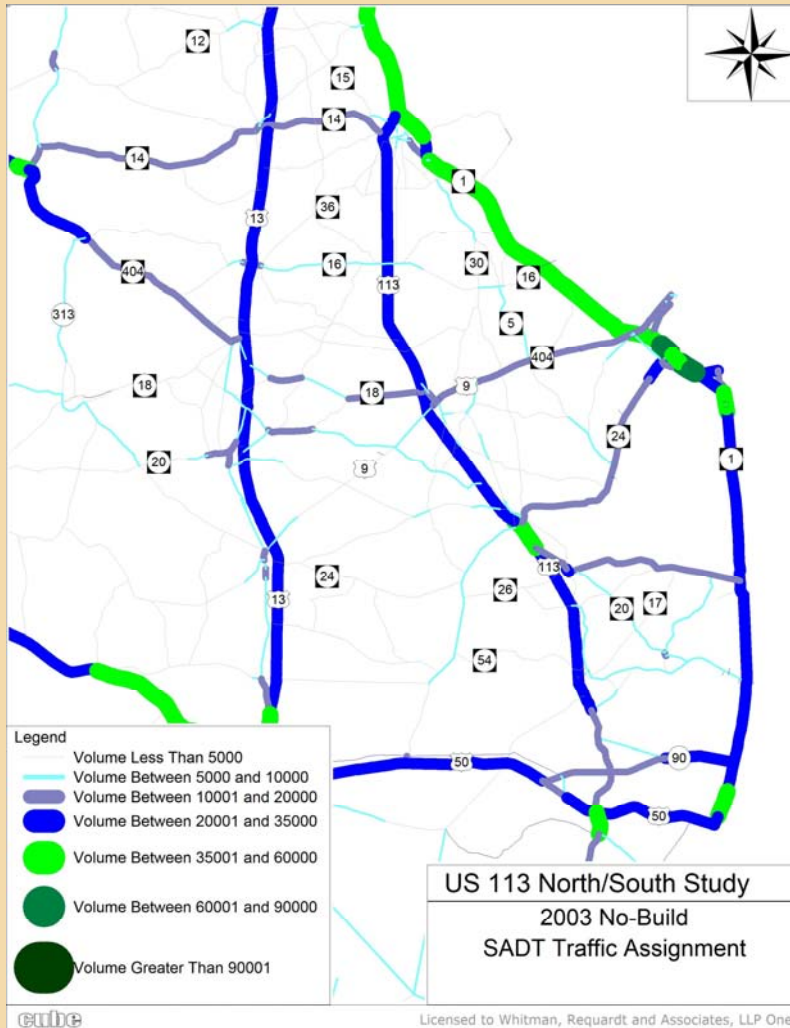 12
15
14
14
1
36
13
30
16
16
404
113
313
5
404
18
18
9
24
20
9
1
113
24
26
13
20
17
54
50
90
50
Legend
Volume Less Than 5000
Volume Between 5000 and 10000
Volume Between 10001 and 20000
Volume Between 20001 and 35000
Volume Between 35001 and 60000
Volume Between 60001 and 90000
Volume Greater Than 90001
US 113 North/South Study
2003 No-Build
SADT Traffic Assignment
cube
Licensed to Whitman, Requardt and Associates, LLP One